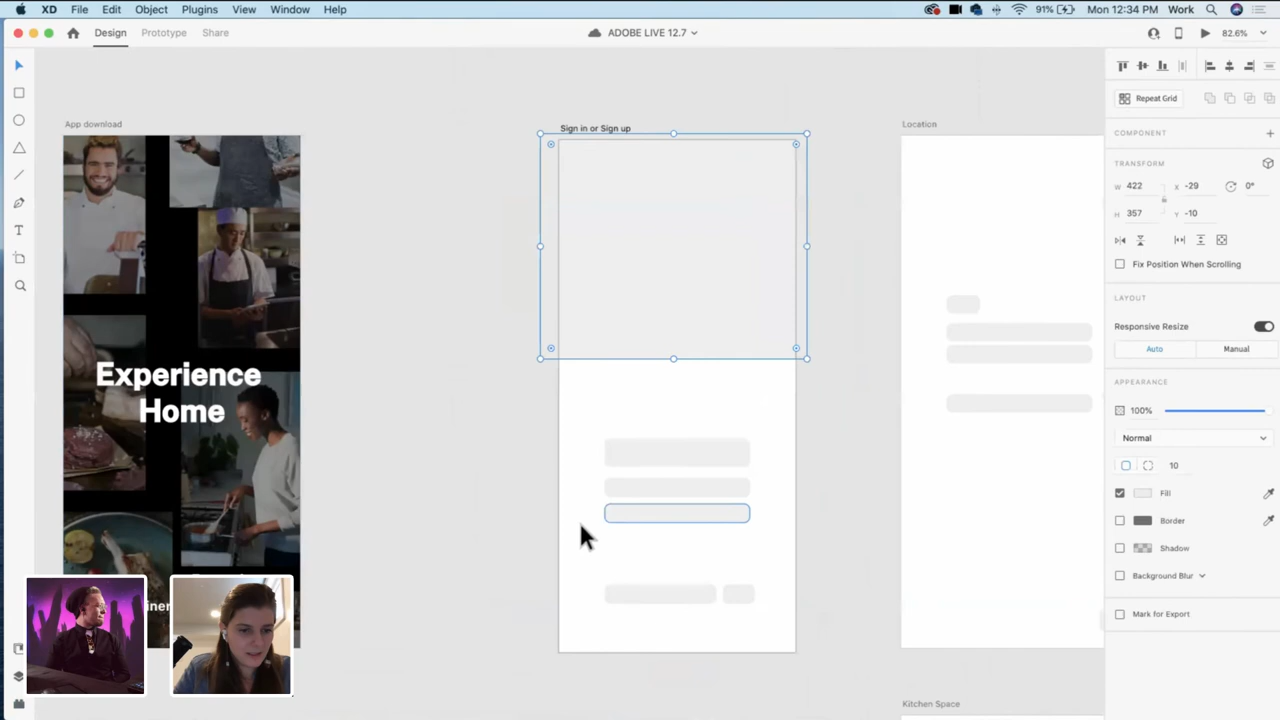 XD File Edit Object Plugins View Window Help
91% Mon 12:34 PM Work
Design Prototype Share
ADOBE LIVE 12.7
82.6%
App download
Sign in or Sign up
Location
Experience
Home
Kitchen Space
Repeat Grid
COMPONENT
TRANSFORM
W 422 X -29 0°
H 357 Y -10
Fix Position When Scrolling
LAYOUT
Responsive Resize
Auto Manual
APPEARANCE
100%
Normal
10
Fill
Border
Shadow
Background Blur
Mark for Export
T